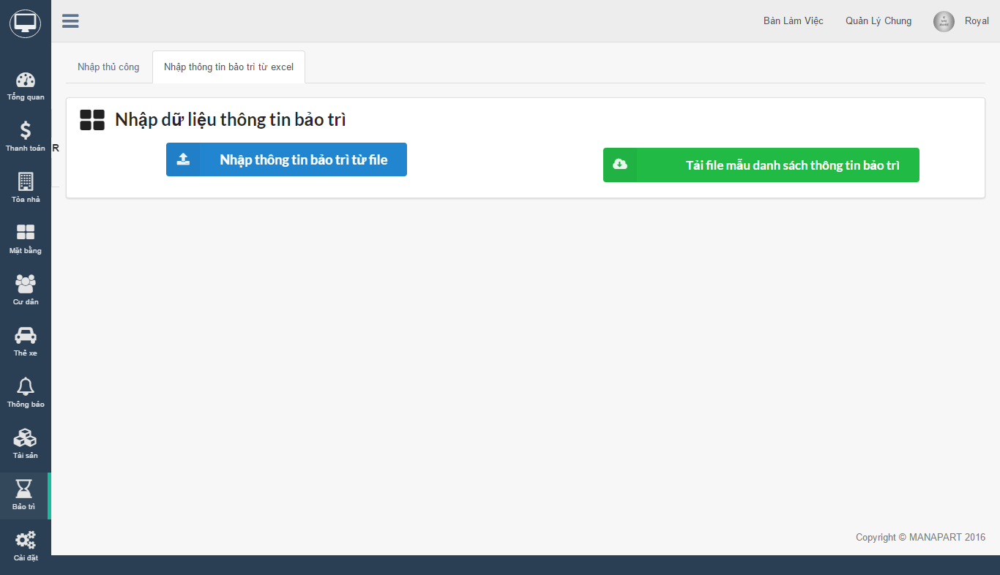 Bàn Làm Việc
Quản Lý Chung
Royal
Nhập thủ công
Nhập thông tin bảo trì từ excel
Tổng quan
Thanh toán
Tòa nhà
Mặt bằng
Cư dân
Thẻ xe
Thông báo
Tài sản
Bảo trì
Cài đặt
R
Nhập dữ liệu thông tin bảo trì
Nhập thông tin bảo trì từ file
Tải file mẫu danh sách thông tin bảo trì
Copyright © MANAPART 2016